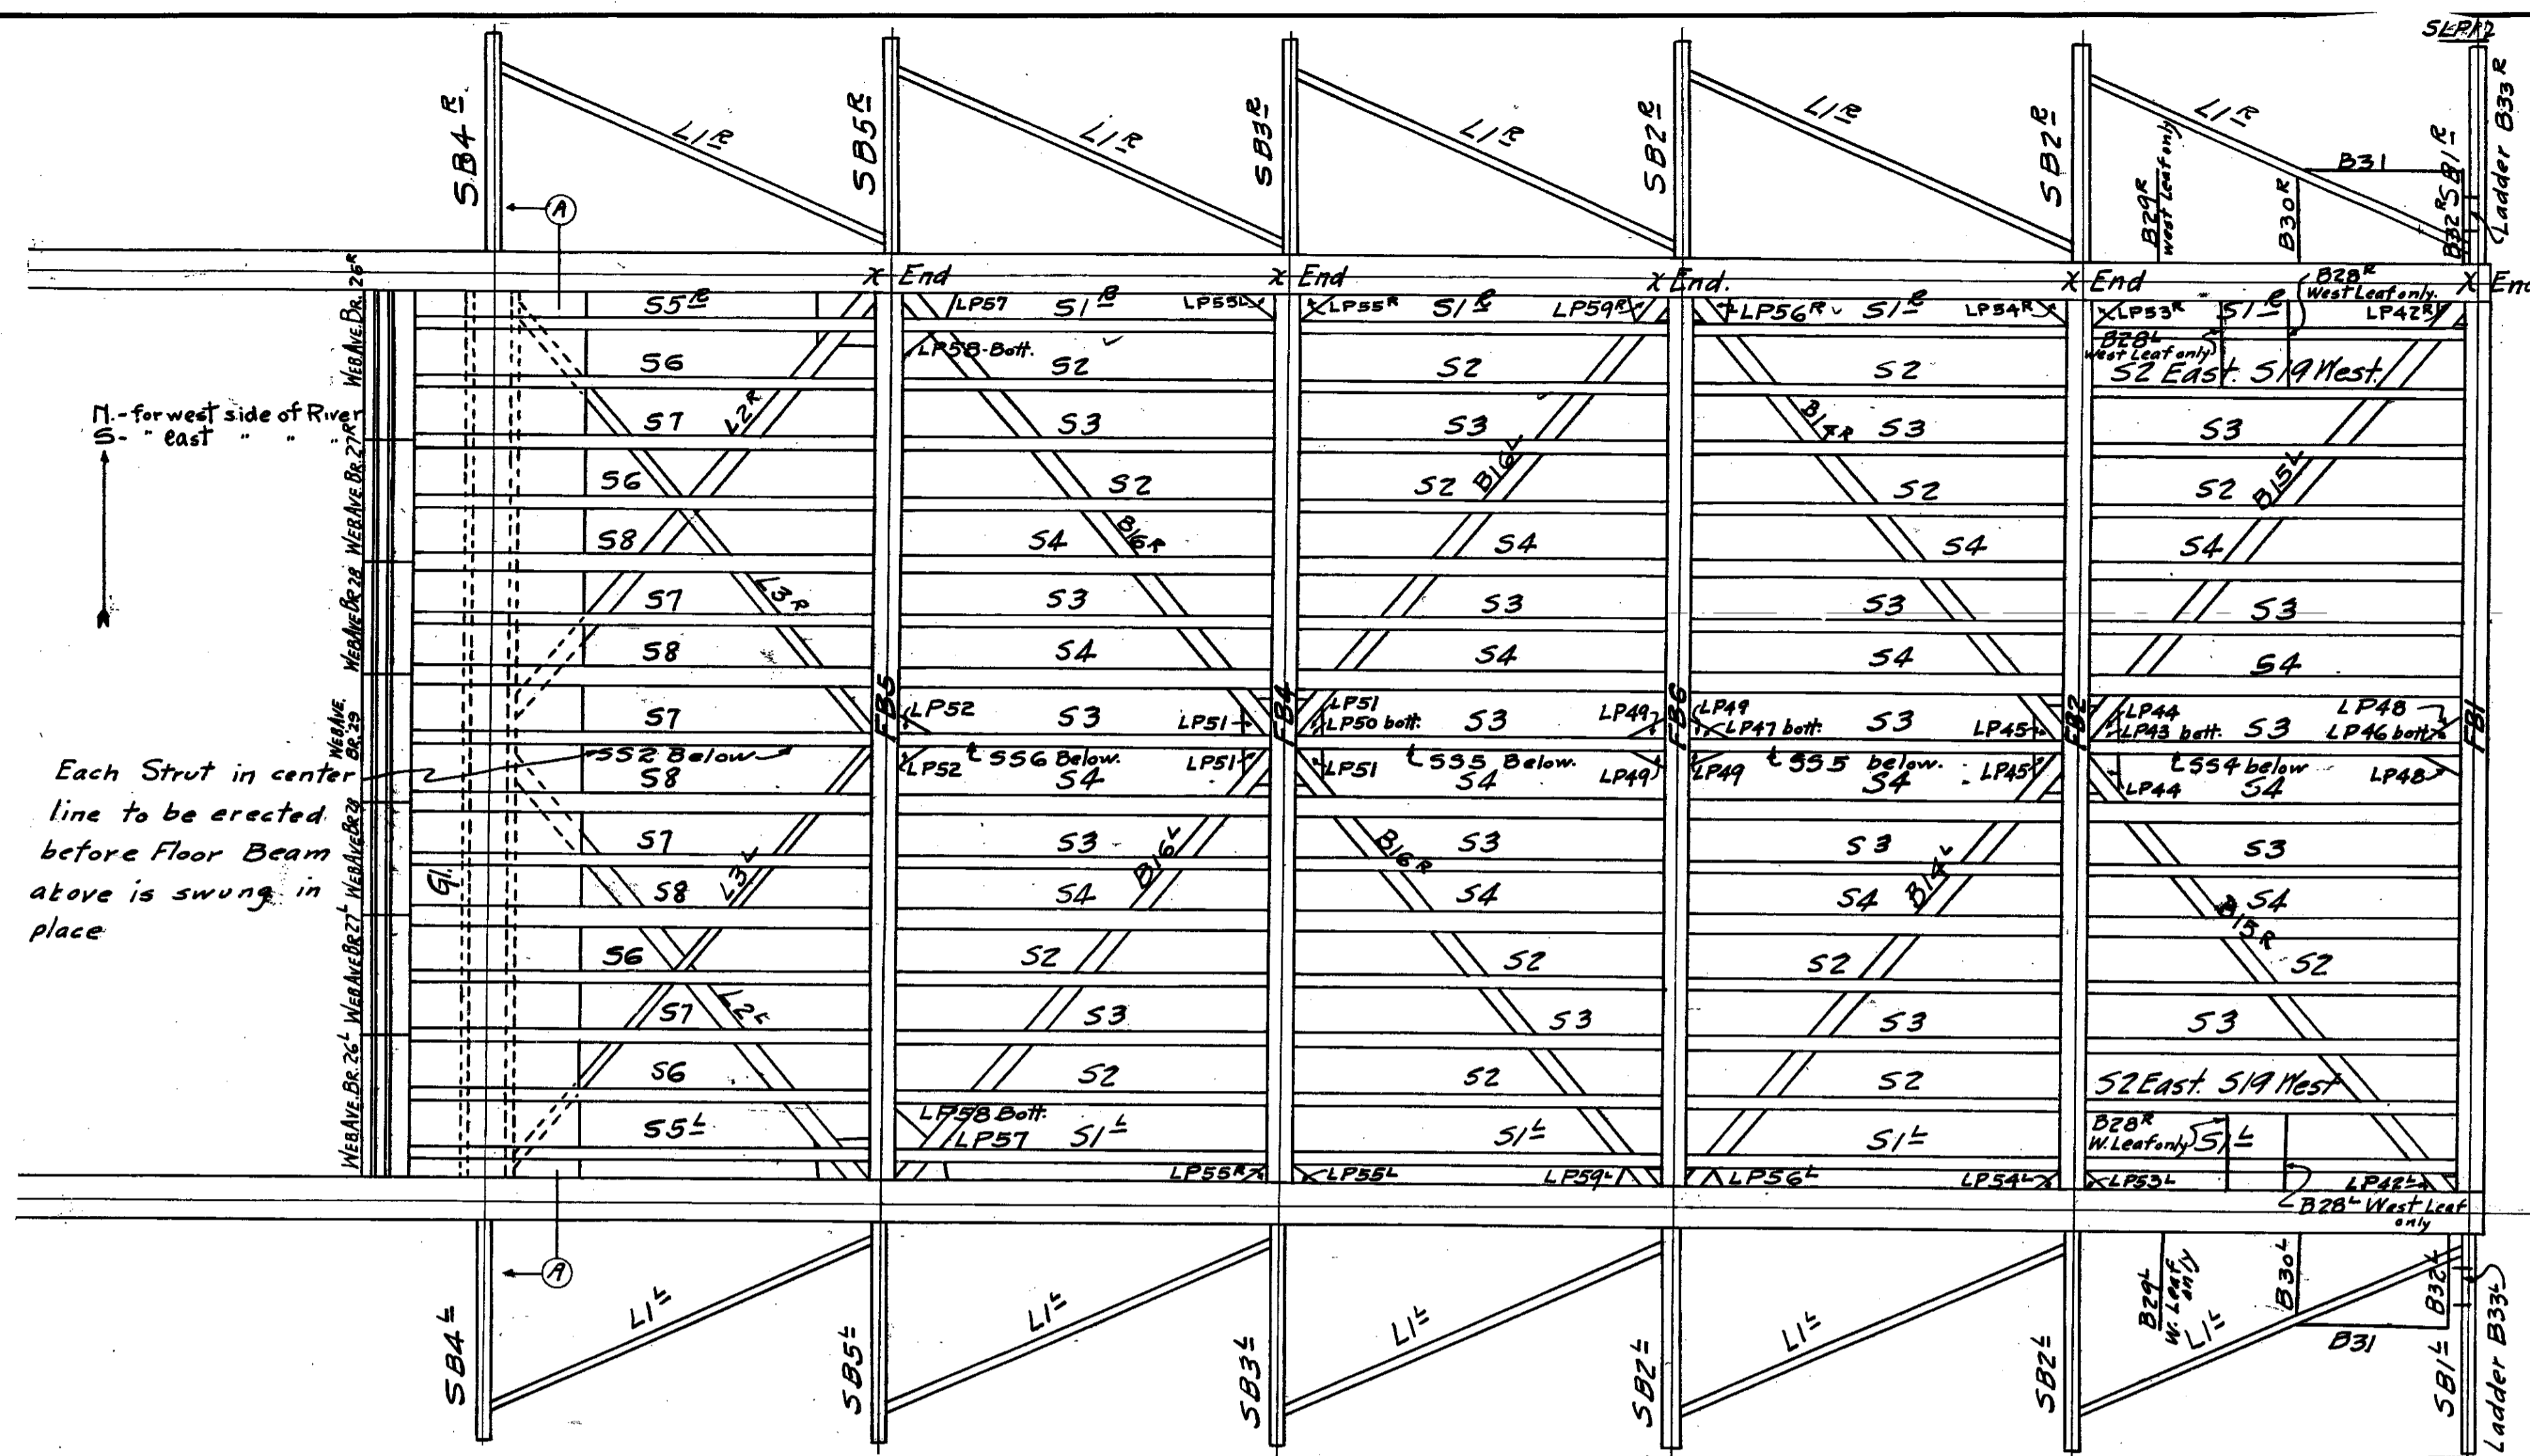 SLP12
SB4R
SB5R
SB3R
SB2R
SB2R
L1R
L1R
L1R
L1R
L1R
B29R
West Leaf only
B30R
B31
B32R
SB1R
Ladder B33R
A
X End
X End
X End.
X End
X End
B28R
West Leaf only.
WEB AVE. BR. 26R
S5R
LP57
S1R
LP55L
LP55R
S1R
LP59R
LP56R
S1R
LP54R
LP53R
S1R
LP42R
LP58-Bott.
B28L
West Leaf only
S6
S2
S2
S2
S2 East. S19 West.
N.-for west side of River
S- " east " " "
S7
L2R
S3
S3
B14R
S3
S3
WEB AVE. BR. 27R
S6
S2
S2
B16L
S2
S2
B15L
S8
S4
B16R
S4
S4
S4
WEB AVE BR 28
S7
L3R
S3
S3
S3
S3
S8
S4
S4
S4
S4
WEB AVE.
BR. 29
S7
FB5
LP52
S3
LP51
FB4
LP51
LP50 bott.
S3
LP49
FB6
LP49
LP47 bott.
S3
LP45
FB2
LP44
LP43 bott.
S3
LP48
LP46 bott
FB1
SS2 Below
LP52
SS6 Below
LP51
LP51
SS5 Below.
LP49
LP49
SS5 below.
LP45
LP44
SS4 below
LP48
Each Strut in center
line to be erected
before Floor Beam
above is swung in
place
S8
S4
S4
S4
S4
WEB AVE BR 28
S7
S3
B16L
B16R
S3
S3
S3
G1.
S8
L3L
S4
S4
S4
B14L
S4
B15R
WEB AVE BR 27L
S6
S2
S2
S2
S2
S7
L2L
S3
S3
S3
S3
S6
S2
S2
S2
S2 East. S19 West
WEB AVE. BR. 26L
S5L
LP58 Bott.
LP57
S1L
S1L
S1L
B28R
W. Leaf only
S1L
LP55R
LP55L
LP59L
LP56L
LP54L
LP53L
LP42L
B28L West Leaf
only
A
SB4L
L1L
SB5L
L1L
SB3L
L1L
SB2L
L1L
SB2L
B29L
W. Leaf
only
L1L
B30L
B31
B32L
SB1L
Ladder B33L